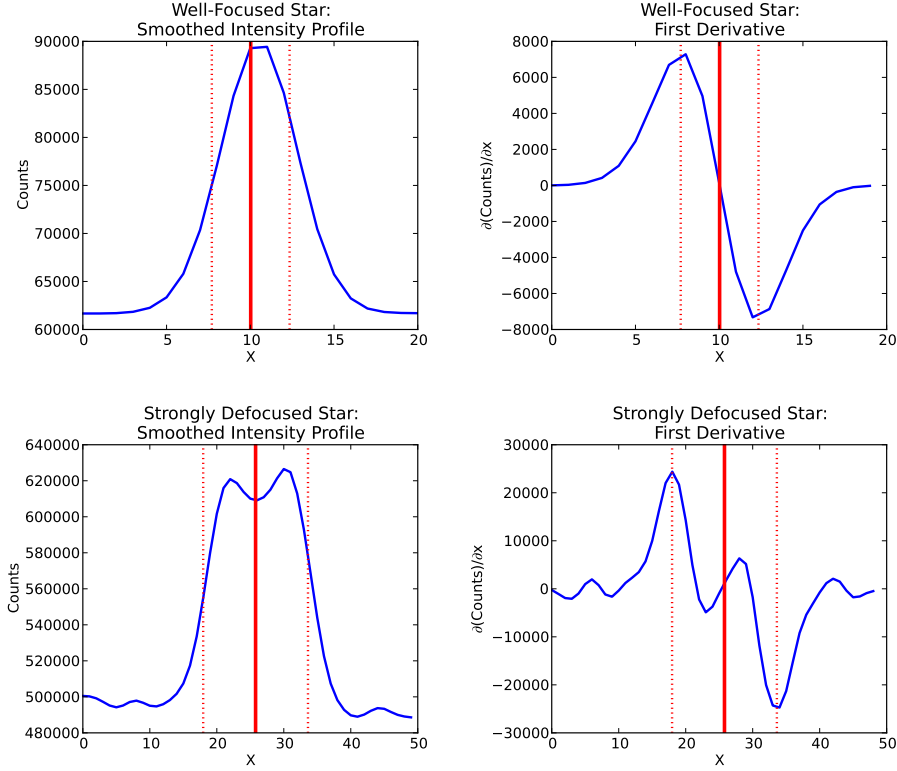 Well-Focused Star:
Smoothed Intensity Profile
90000
85000
80000
75000
70000
65000
60000
Counts
0 5 10 15 20
X
Well-Focused Star:
First Derivative
8000
6000
4000
2000
0
−2000
−4000
−6000
−8000
∂(Counts)/∂x
0 5 10 15 20
X
Strongly Defocused Star:
Smoothed Intensity Profile
640000
620000
600000
580000
560000
540000
520000
500000
480000
Counts
0 10 20 30 40 50
X
Strongly Defocused Star:
First Derivative
30000
20000
10000
0
−10000
−20000
−30000
∂(Counts)/∂x
0 10 20 30 40 50
X